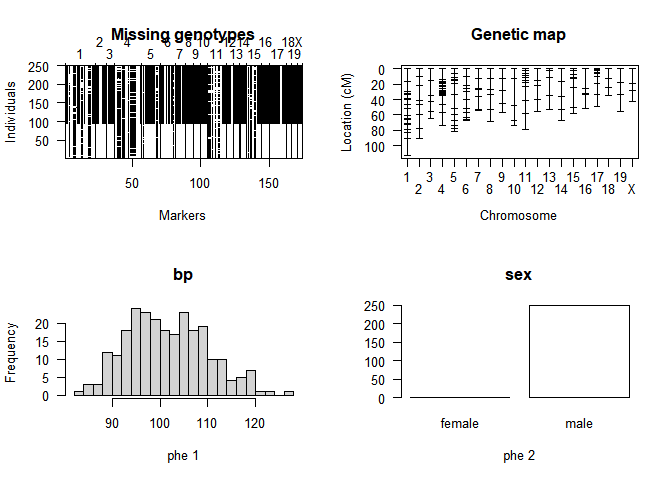 Missing genotypes
2 4 6 8 10 12 14 16 18X
1 3 5 7 9 11 13 15 17 19
250
200
150
100
50
Individuals
50 100 150
Markers
Genetic map
0
20
40
60
80
100
Location (cM)
1 3 5 7 9 11 13 15 17 19
2 4 6 8 10 12 14 16 18 X
Chromosome
bp
20
15
10
5
0
Frequency
90 100 110 120
phe 1
sex
250
200
150
100
50
0
female male
phe 2